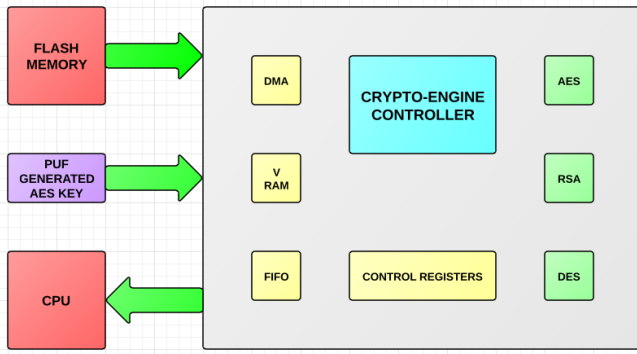 FLASH
MEMORY
DMA
CRYPTO-ENGINE
CONTROLLER
AES
PUF
GENERATED
AES KEY
V
RAM
RSA
CPU
FIFO
CONTROL REGISTERS
DES